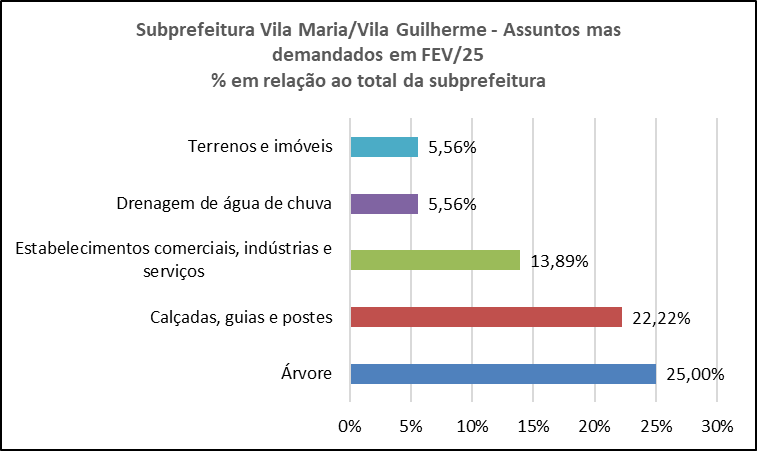 Subprefeitura Vila Maria/Vila Guilherme - Assuntos mas
demandados em FEV/25
% em relação ao total da subprefeitura
Terrenos e imóveis
5,56%
Drenagem de água de chuva
5,56%
Estabelecimentos comerciais, indústrias e
serviços
13,89%
Calçadas, guias e postes
22,22%
Árvore
25,00%
0% 5% 10% 15% 20% 25% 30%